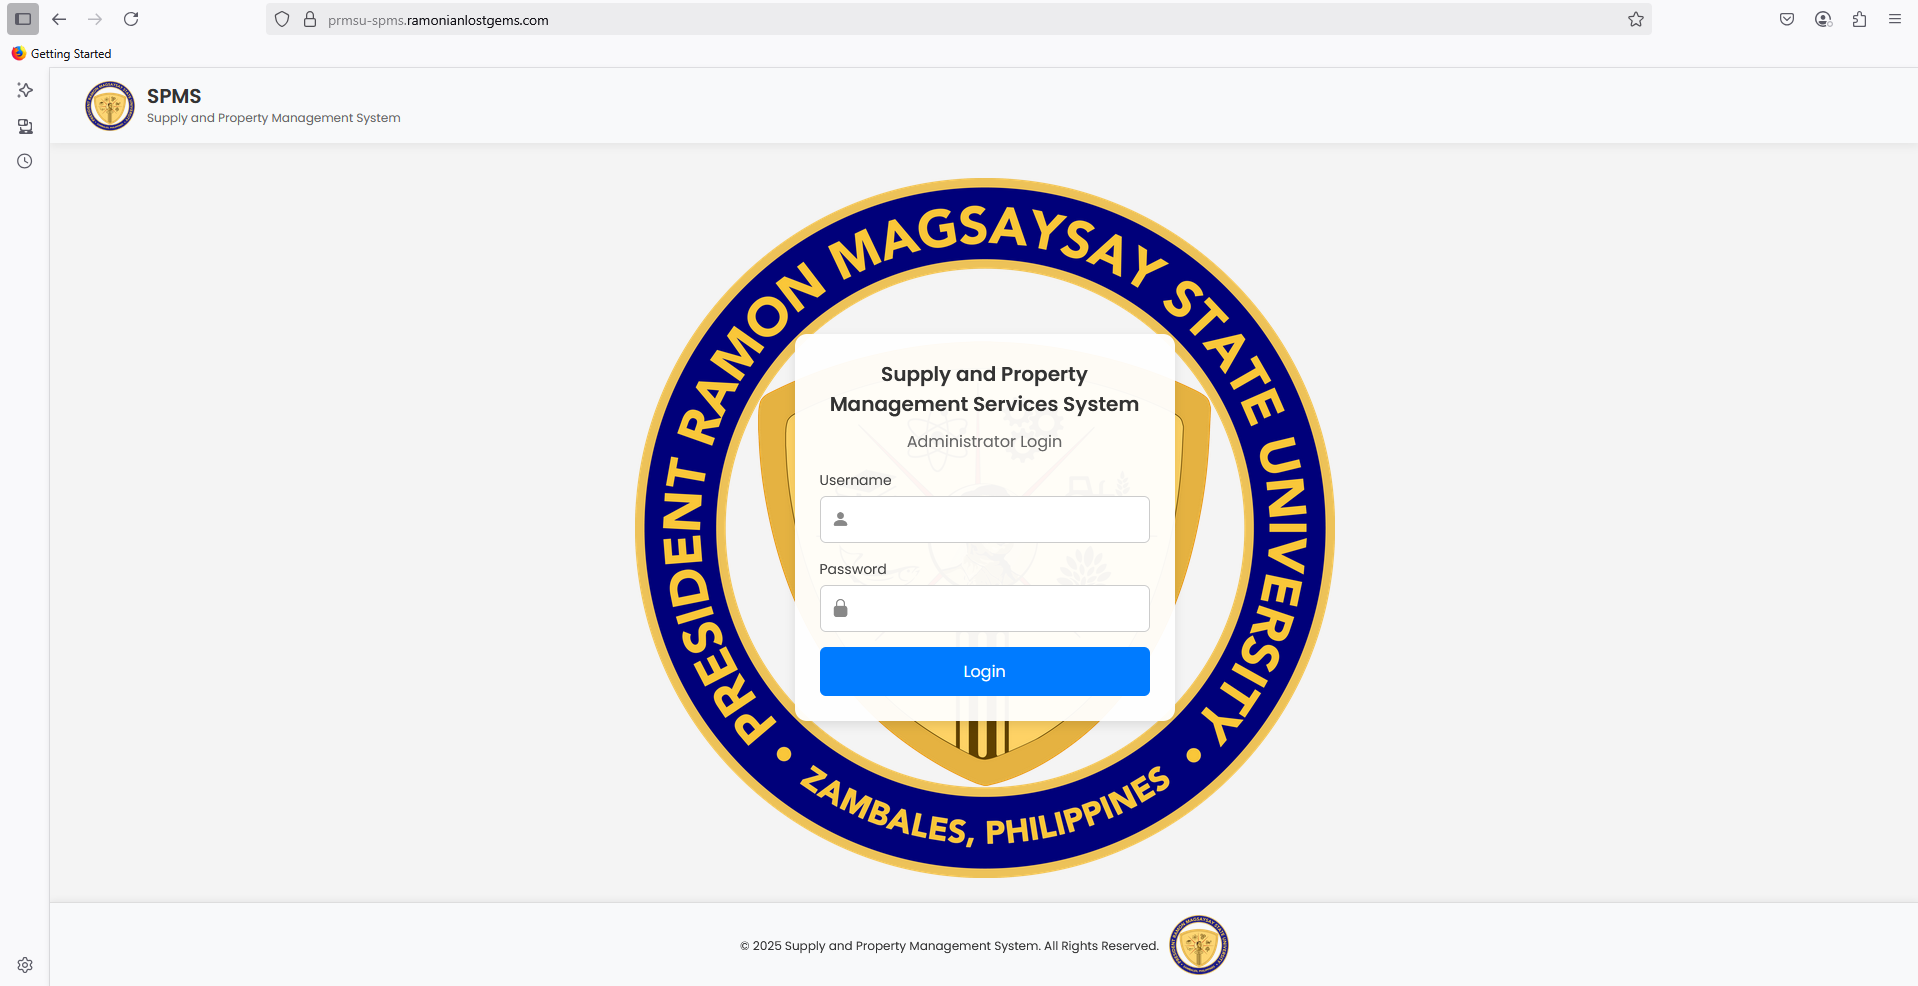 prmsu-spms.ramonianlostgems.com
Getting Started
SPMS
Supply and Property Management System
PRESIDENT RAMON MAGSAYSAY STATE UNIVERSITY
Supply and Property
Management Services System
Administrator Login
Username
Password
Login
ZAMBALES, PHILIPPINES
© 2025 Supply and Property Management System. All Rights Reserved.